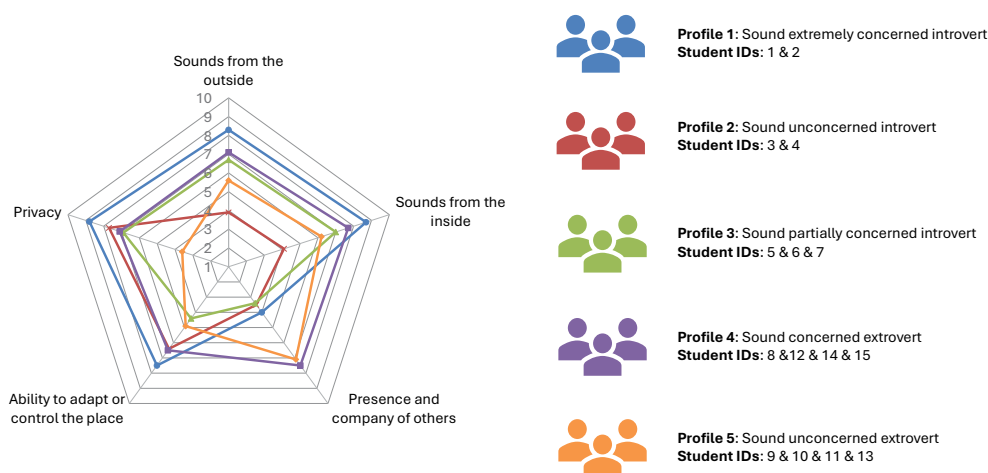 Sounds from the
outside
10
9
8
7
6
5
4
3
2
1
Sounds from the
inside
Presence and
company of others
Ability to adapt or
control the place
Privacy
Profile 1: Sound extremely concerned introvert
Student IDs: 1 & 2
Profile 2: Sound unconcerned introvert
Student IDs: 3 & 4
Profile 3: Sound partially concerned introvert
Student IDs: 5 & 6 & 7
Profile 4: Sound concerned extrovert
Student IDs: 8 &12 & 14 & 15
Profile 5: Sound unconcerned extrovert
Student IDs: 9 & 10 & 11 & 13